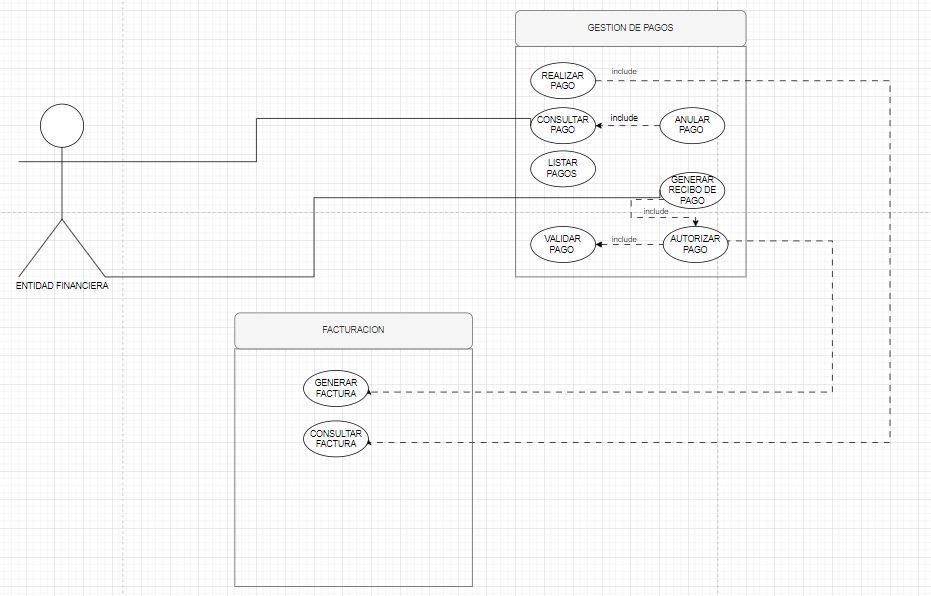 GESTION DE PAGOS
REALIZAR
PAGO
include
CONSULTAR
PAGO
include
ANULAR
PAGO
LISTAR
PAGOS
GENERAR
RECIBO DE
PAGO
include
VALIDAR
PAGO
include
AUTORIZAR
PAGO
ENTIDAD FINANCIERA
FACTURACION
GENERAR
FACTURA
CONSULTAR
FACTURA